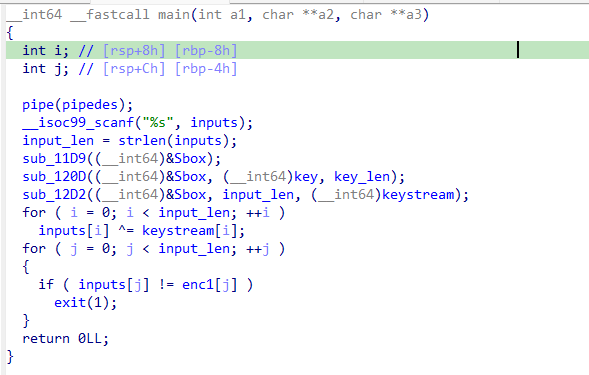 __int64 __fastcall main(int a1, char **a2, char **a3)
{
  int i; // [rsp+8h] [rbp-8h]
  int j; // [rsp+Ch] [rbp-4h]

  pipe(pipedes);
  __isoc99_scanf("%s", inputs);
  input_len = strlen(inputs);
  sub_11D9((__int64)&Sbox);
  sub_120D((__int64)&Sbox, (__int64)key, key_len);
  sub_12D2((__int64)&Sbox, input_len, (__int64)keystream);
  for ( i = 0; i < input_len; ++i )
    inputs[i] ^= keystream[i];
  for ( j = 0; j < input_len; ++j )
  {
    if ( inputs[j] != enc1[j] )
      exit(1);
  }
  return 0LL;
}